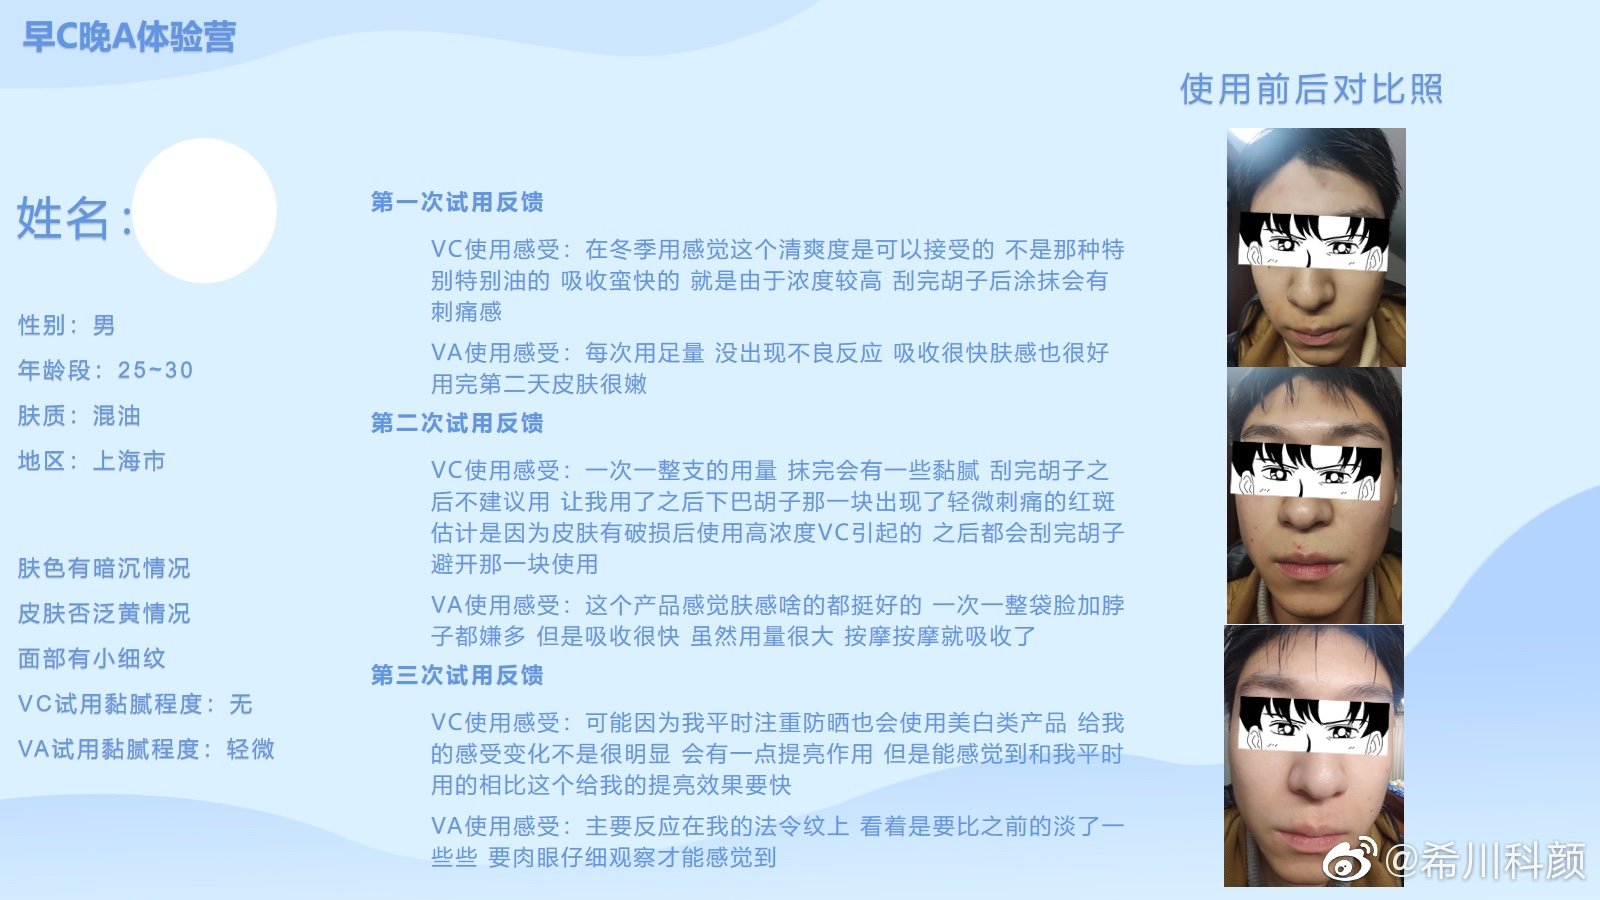 早C晚A体验营
使用前后对比照
姓名：
性别：男
年龄段：25~30
肤质：混油
地区：上海市
肤色有暗沉情况
皮肤否泛黄情况
面部有小细纹
VC试用黏腻程度：无
VA试用黏腻程度：轻微
第一次试用反馈
VC使用感受：在冬季用感觉这个清爽度是可以接受的 不是那种特
别特别油的 吸收蛮快的 就是由于浓度较高 刮完胡子后涂抹会有
刺痛感
VA使用感受：每次用足量 没出现不良反应 吸收很快肤感也很好
用完第二天皮肤很嫩
第二次试用反馈
VC使用感受：一次一整支的用量 抹完会有一些黏腻 刮完胡子之
后不建议用 让我用了之后下巴胡子那一块出现了轻微刺痛的红斑
估计是因为皮肤有破损后使用高浓度VC引起的 之后都会刮完胡子
避开那一块使用
VA使用感受：这个产品感觉肤感啥的都挺好的 一次一整袋脸加脖
子都嫌多 但是吸收很快 虽然用量很大 按摩按摩就吸收了
第三次试用反馈
VC使用感受：可能因为我平时注重防晒也会使用美白类产品 给我
的感受变化不是很明显 会有一点提亮作用 但是能感觉到和我平时
用的相比这个给我的提亮效果要快
VA使用感受：主要反应在我的法令纹上 看着是要比之前的淡了一
些些 要肉眼仔细观察才能感觉到
@希川科颜